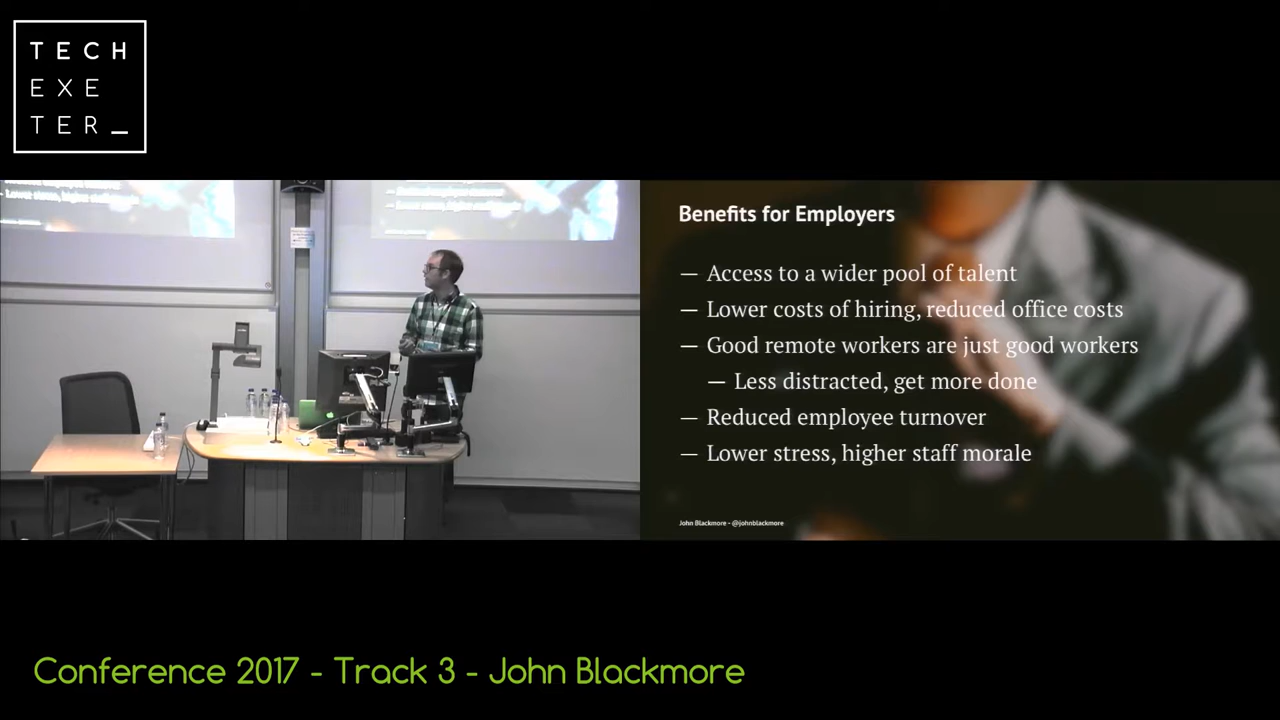 TECH
EXE
TER_
Benefits for Employers
— Access to a wider pool of talent
— Lower costs of hiring, reduced office costs
— Good remote workers are just good workers
— Less distracted, get more done
— Reduced employee turnover
— Lower stress, higher staff morale
John Blackmore - @johnblackmore
Conference 2017 - Track 3 - John Blackmore